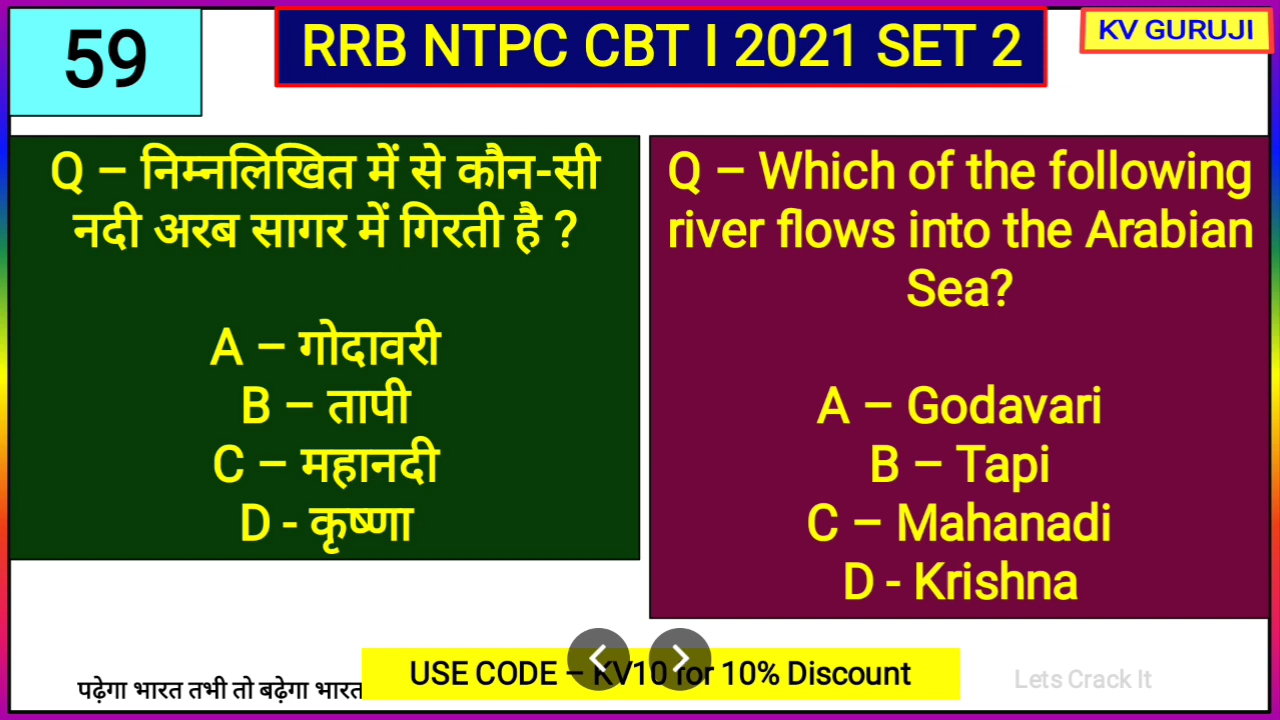 59
RRB NTPC CBT I 2021 SET 2
KV GURUJI
Q – निम्नलिखित में से कौन-सी
नदी अरब सागर में गिरती है ?
A – गोदावरी
B – तापी
C – महानदी
D - कृष्णा
Q – Which of the following
river flows into the Arabian
Sea?
A – Godavari
B – Tapi
C – Mahanadi
D - Krishna
पढ़ेगा भारत तभी तो बढ़ेगा भारत
USE CODE – KV10 for 10% Discount
Lets Crack It